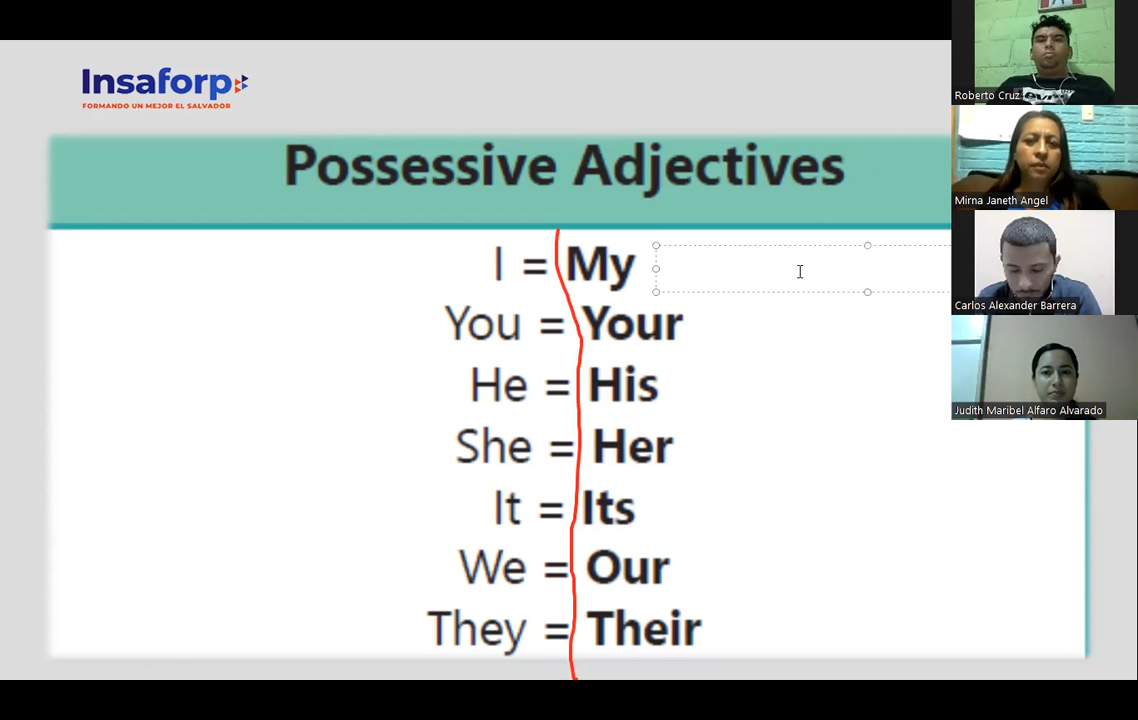 Insaforp
FORMANDO UN MEJOR EL SALVADOR
Possessive Adjectives
I = My
You = Your
He = His
She = Her
It = Its
We = Our
They = Their
Roberto Cruz
Mirna Janeth Angel
Carlos Alexander Barrera
Judith Maribel Alfaro Alvarado